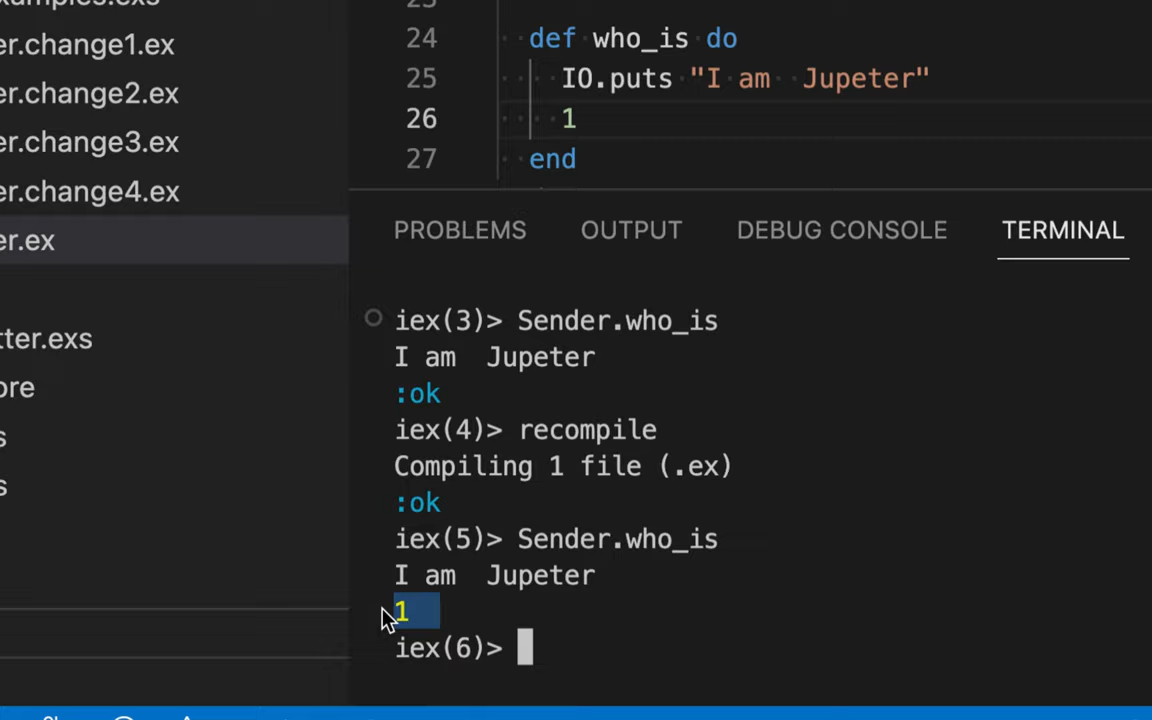 er.change1.ex
er.change2.ex
er.change3.ex
er.change4.ex
er.ex
tter.exs
ore
s
s
24 def who_is do
25 IO.puts "I am  Jupeter"
26 1
27 end
PROBLEMS OUTPUT DEBUG CONSOLE TERMINAL
iex(3)> Sender.who_is
I am  Jupeter
:ok
iex(4)> recompile
Compiling 1 file (.ex)
:ok
iex(5)> Sender.who_is
I am  Jupeter
1
iex(6)>